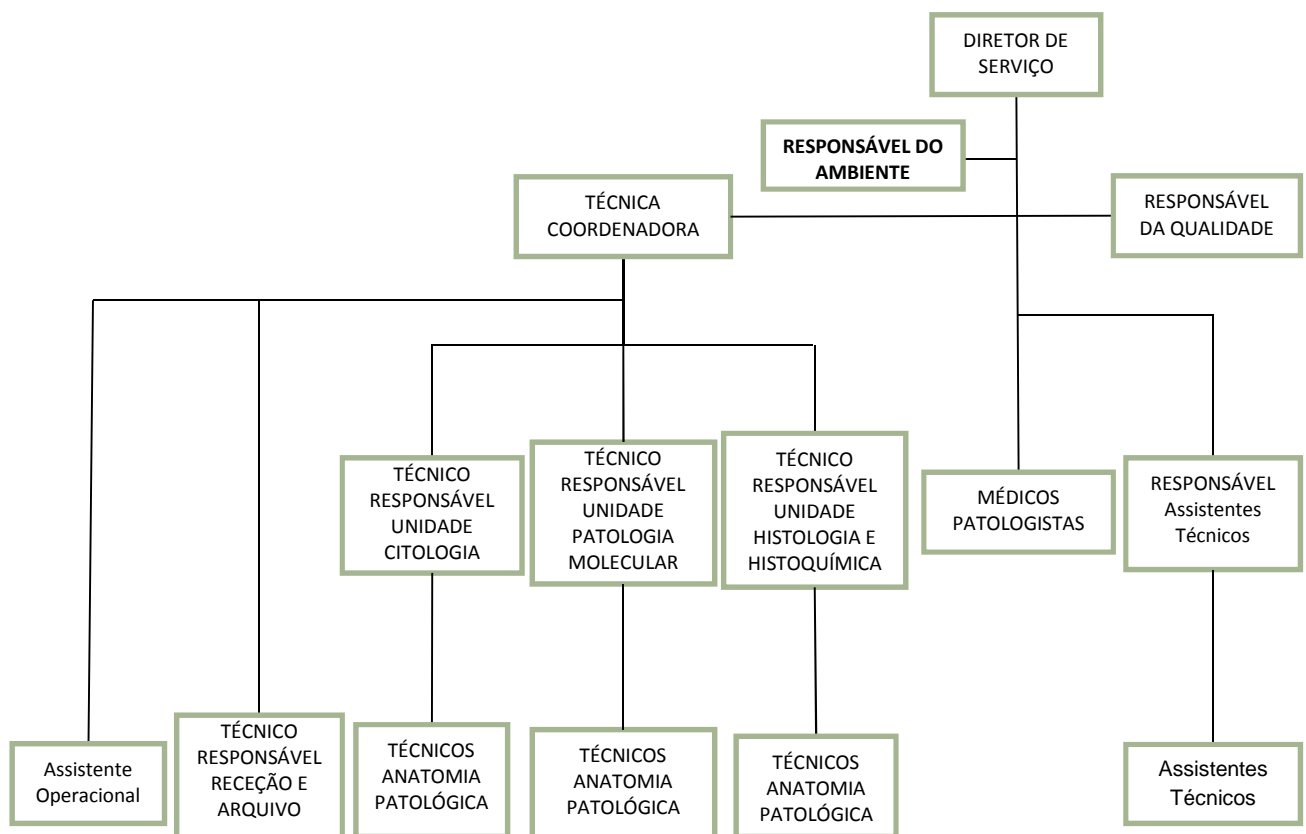 DIRETOR DE
SERVIÇO
RESPONSÁVEL DO
AMBIENTE
TÉCNICA
COORDENADORA
RESPONSÁVEL
DA QUALIDADE
TÉCNICO
RESPONSÁVEL
UNIDADE
CITOLOGIA
TÉCNICO
RESPONSÁVEL
UNIDADE
PATOLOGIA
MOLECULAR
TÉCNICO
RESPONSÁVEL
UNIDADE
HISTOLOGIA E
HISTOQUÍMICA
MÉDICOS
PATOLOGISTAS
RESPONSÁVEL
Assistentes
Técnicos
Assistente
Operacional
TÉCNICO
RESPONSÁVEL
RECEÇÃO E
ARQUIVO
TÉCNICOS
ANATOMIA
PATOLÓGICA
TÉCNICOS
ANATOMIA
PATOLÓGICA
TÉCNICOS
ANATOMIA
PATOLÓGICA
Assistentes
Técnicos